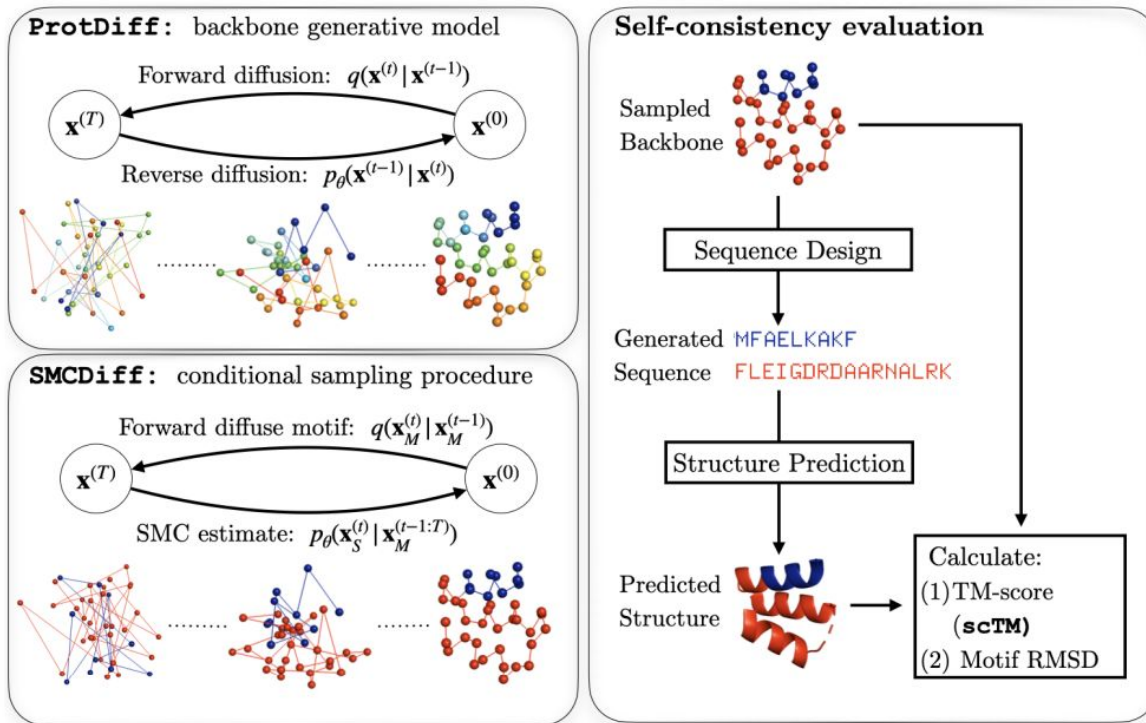 ProtDiff: backbone generative model
Forward diffusion: q(x^(t) | x^(t-1))
x^(T)
x^(0)
Reverse diffusion: p_θ(x^(t-1) | x^(t))
SMCDiff: conditional sampling procedure
Forward diffuse motif: q(x_M^(t) | x_M^(t-1))
x^(T)
x^(0)
SMC estimate: p_θ(x_S^(t) | x_M^(t-1:T))
Self-consistency evaluation
Sampled
Backbone
Sequence Design
Generated MFAELKAKF
Sequence FLEIGDRDAARNALRK
Structure Prediction
Predicted
Structure
Calculate:
(1) TM-score
(scTM)
(2) Motif RMSD